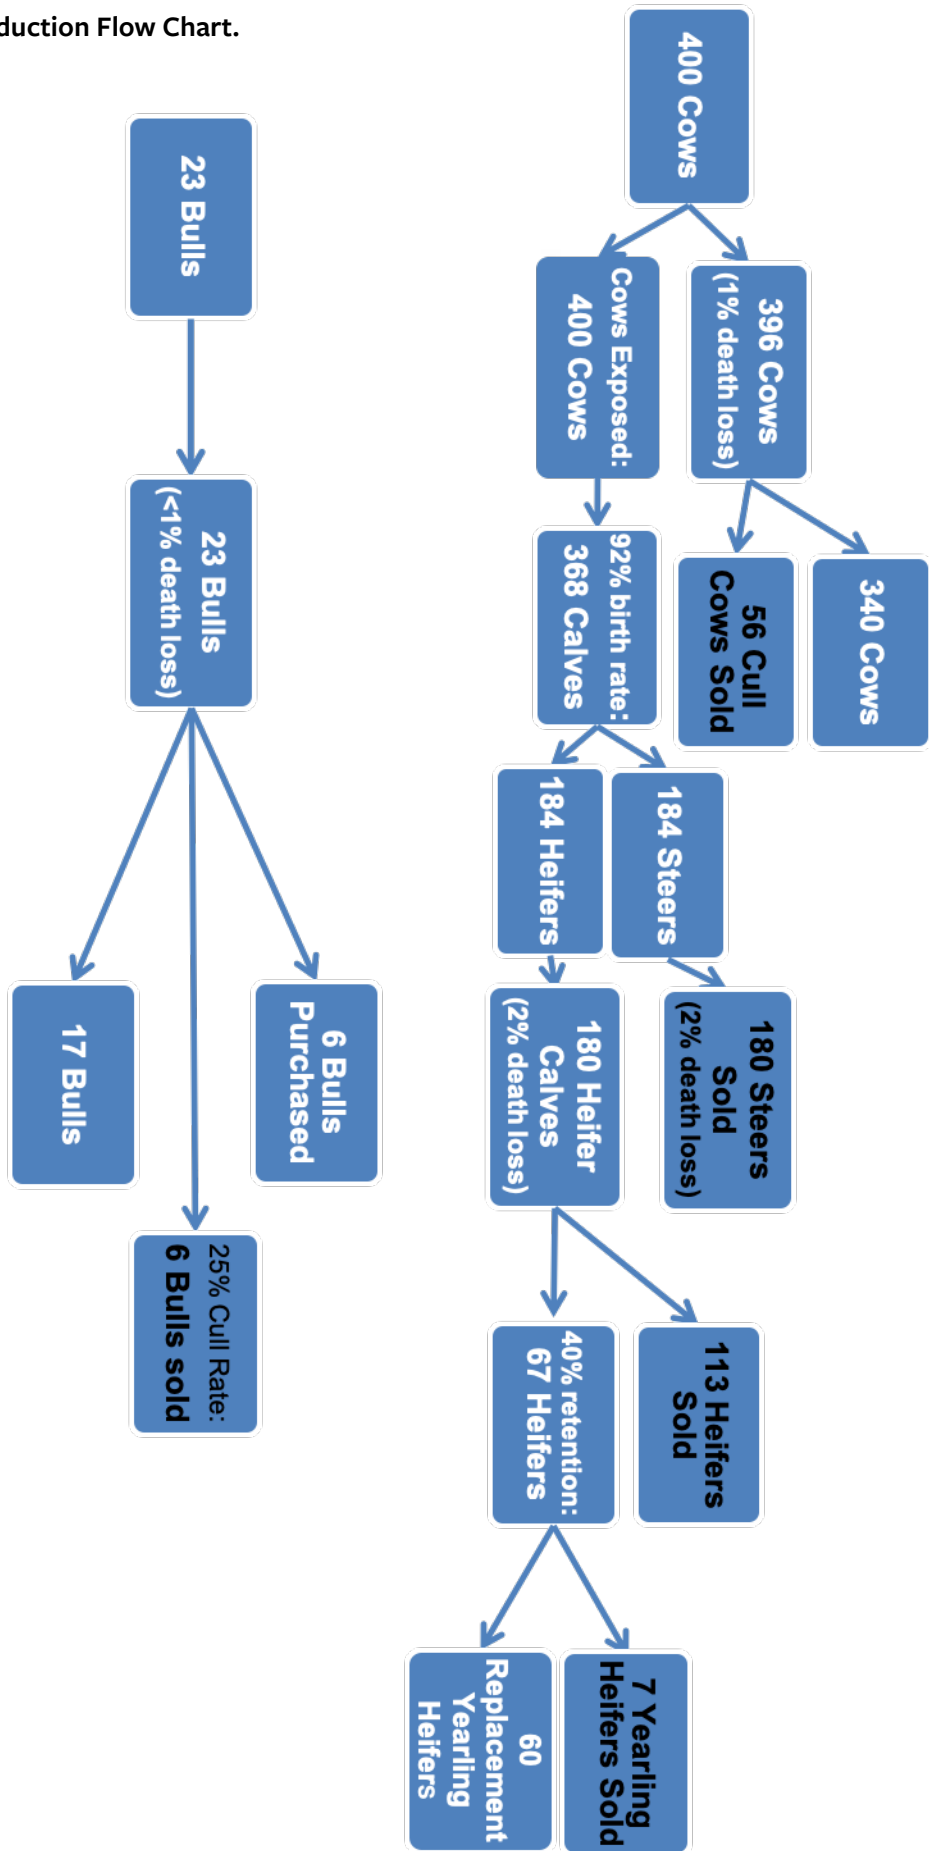 duction Flow Chart.
400 Cows
396 Cows
(1% death loss)
340 Cows
56 Cull
Cows Sold
Cows Exposed:
400 Cows
92% birth rate:
368 Calves
184 Steers
180 Steers
Sold
(2% death loss)
184 Heifers
180 Heifer
Calves
(2% death loss)
113 Heifers
Sold
40% retention:
67 Heifers
7 Yearling
Heifers Sold
60
Replacement
Yearling
Heifers
23 Bulls
23 Bulls
(<1% death loss)
6 Bulls
Purchased
25% Cull Rate:
6 Bulls sold
17 Bulls